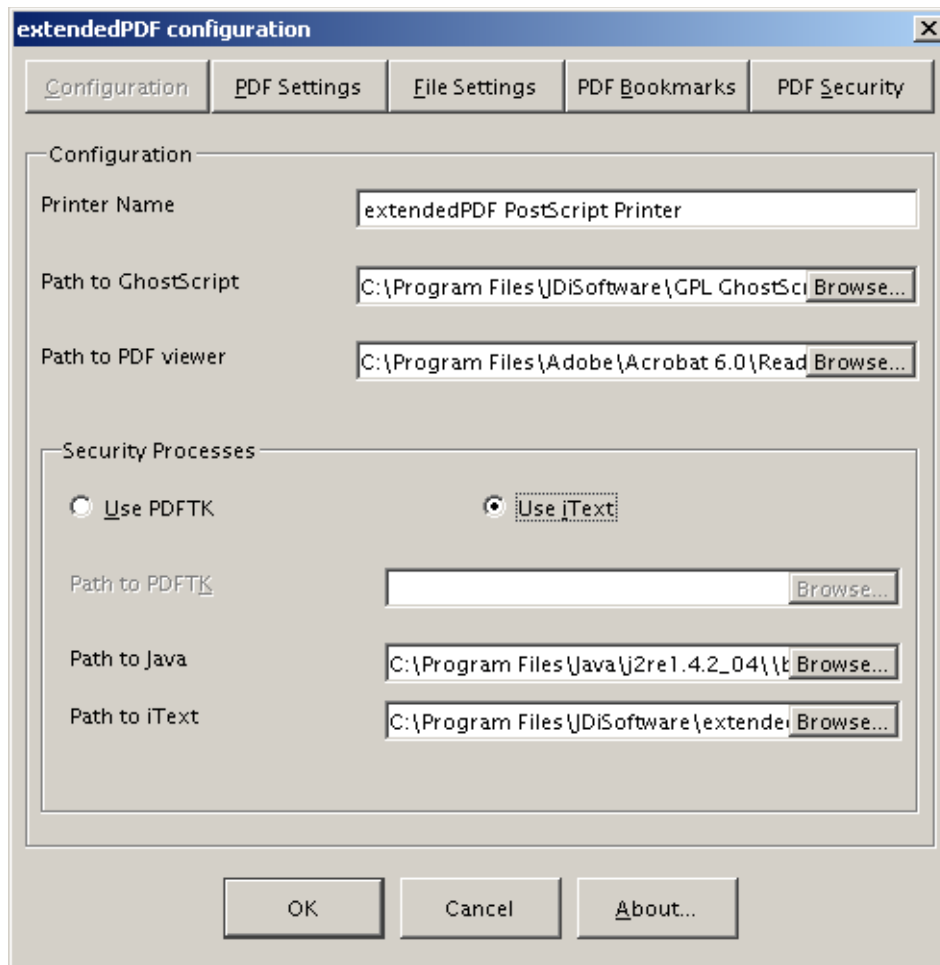 extendedPDF configuration
Configuration PDF Settings File Settings PDF Bookmarks PDF Security
Configuration
Printer Name extendedPDF PostScript Printer
Path to GhostScript C:\Program Files\JDiSoftware\GPL GhostScr Browse...
Path to PDF viewer C:\Program Files\Adobe\Acrobat 6.0\Read Browse...
Security Processes
Use PDFTK Use iText
Path to PDFTK Browse...
Path to Java C:\Program Files\Java\j2re1.4.2_04\\b Browse...
Path to iText C:\Program Files\JDiSoftware\extended Browse...
OK Cancel About...